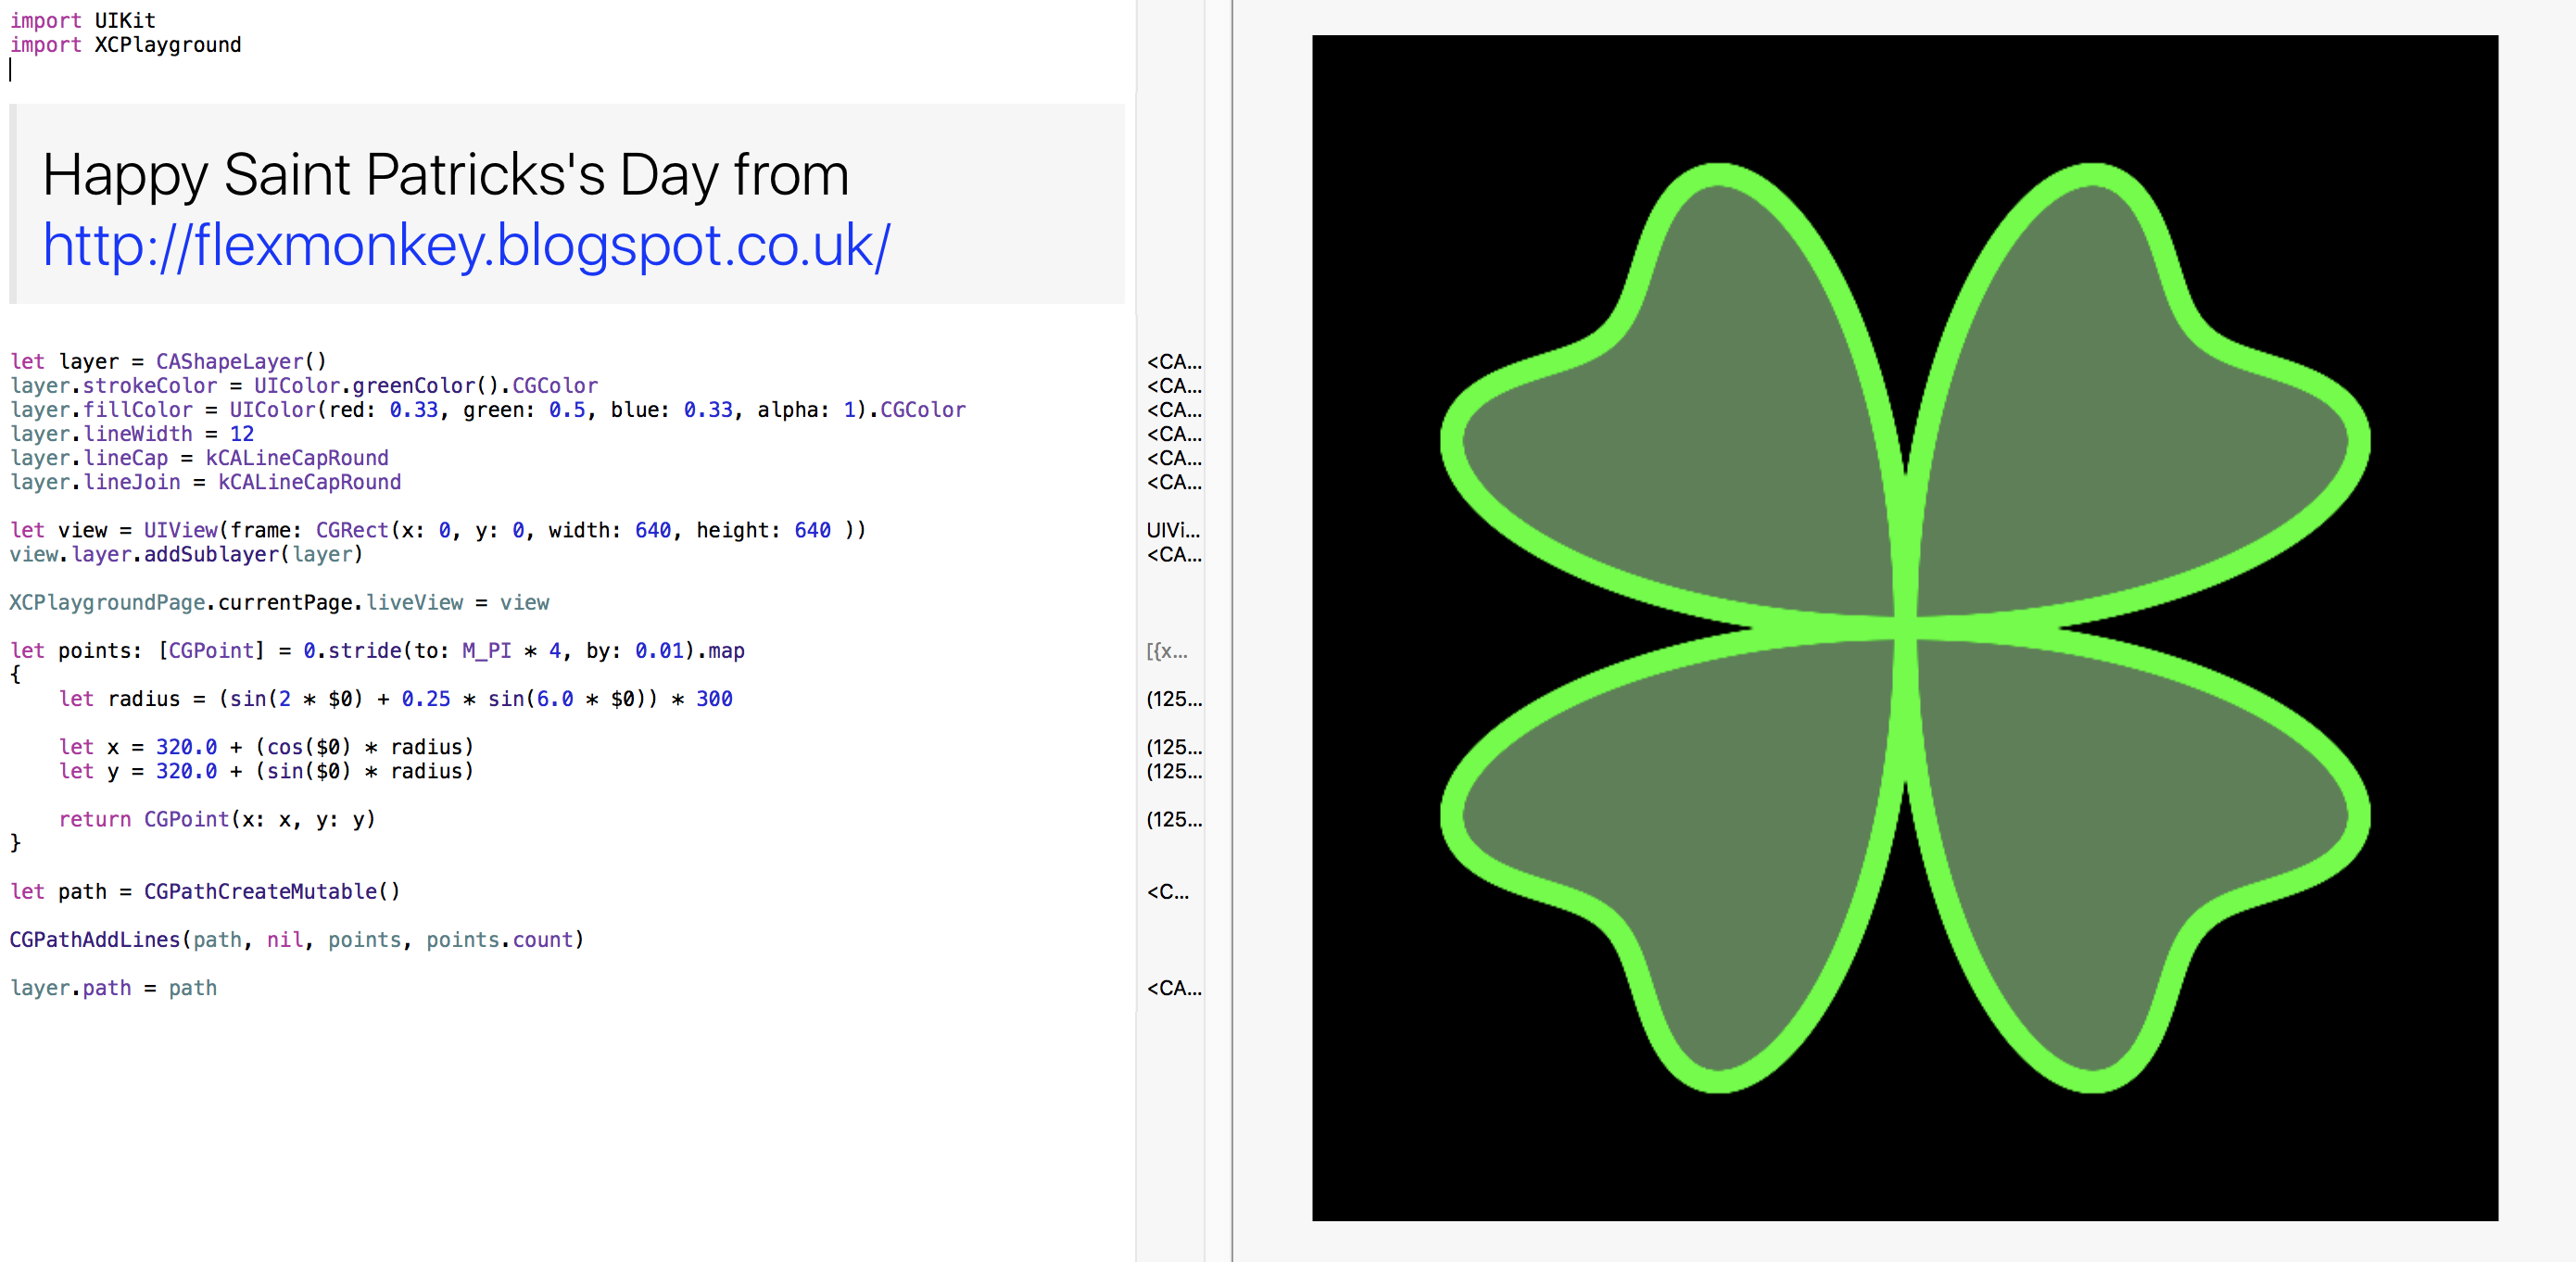 import UIKit
import XCPlayground
Happy Saint Patricks's Day from
http://flexmonkey.blogspot.co.uk/
let layer = CAShapeLayer()
<CA...
layer.strokeColor = UIColor.greenColor().CGColor
<CA...
layer.fillColor = UIColor(red: 0.33, green: 0.5, blue: 0.33, alpha: 1).CGColor
<CA...
layer.lineWidth = 12
<CA...
layer.lineCap = kCALineCapRound
<CA...
layer.lineJoin = kCALineCapRound
<CA...
let view = UIView(frame: CGRect(x: 0, y: 0, width: 640, height: 640 ))
UIVi...
view.layer.addSublayer(layer)
<CA...
XCPlaygroundPage.currentPage.liveView = view
let points: [CGPoint] = 0.stride(to: M_PI * 4, by: 0.01).map
[{x...
{
let radius = (sin(2 * $0) + 0.25 * sin(6.0 * $0)) * 300
(125...
let x = 320.0 + (cos($0) * radius)
(125...
let y = 320.0 + (sin($0) * radius)
(125...
return CGPoint(x: x, y: y)
(125...
}
let path = CGPathCreateMutable()
<C...
CGPathAddLines(path, nil, points, points.count)
layer.path = path
<CA...